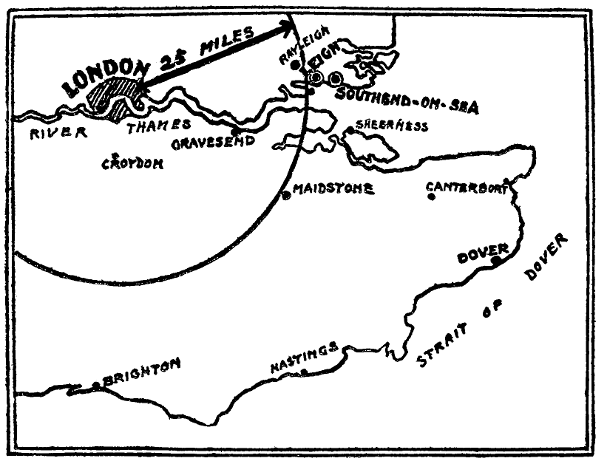 25 MILES
RAYLEIGH
LEIGH
LONDON
SOUTHEND-ON-SEA
RIVER THAMES
SHEERNESS
GRAVESEND
CROYDON
MAIDSTONE
CANTERBURY
DOVER
STRAIT OF DOVER
HASTINGS
BRIGHTON